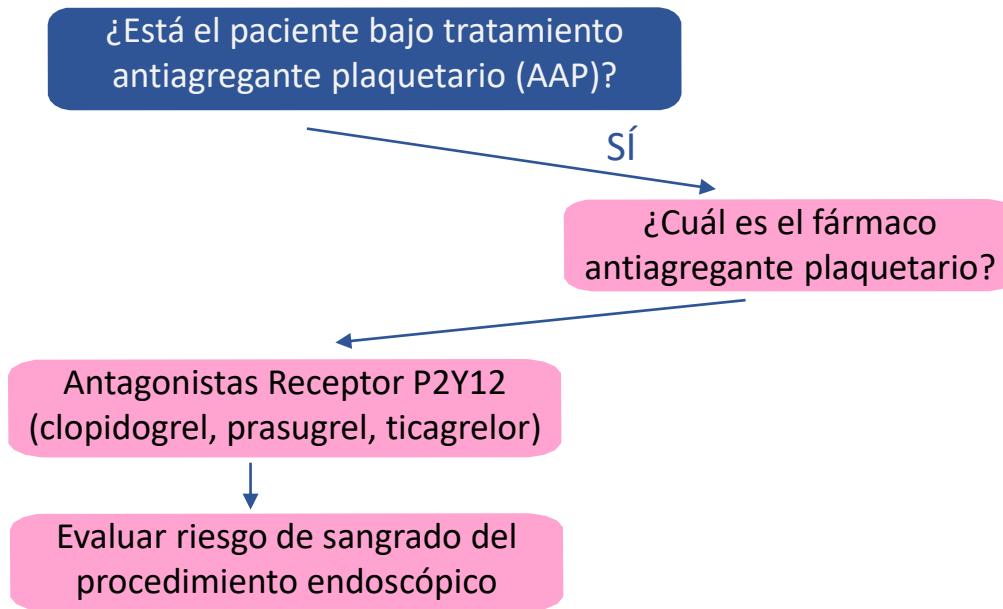 ¿Está el paciente bajo tratamiento
antiagregante plaquetario (AAP)?
SÍ
¿Cuál es el fármaco
antiagregante plaquetario?
Antagonistas Receptor P2Y12
(clopidogrel, prasugrel, ticagrelor)
Evaluar riesgo de sangrado del
procedimiento endoscópico